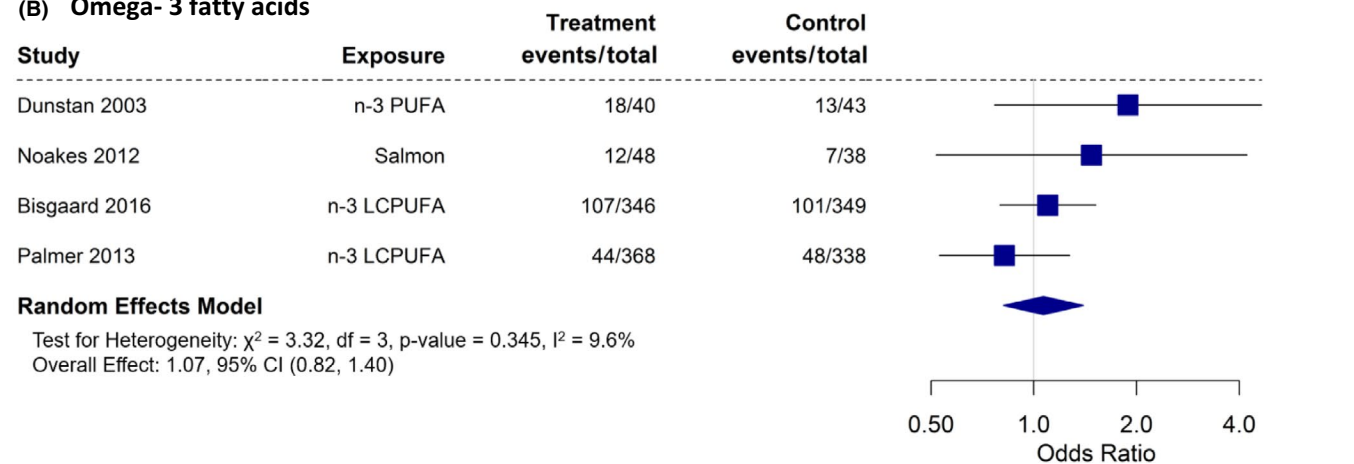 (B) Omega- 3 fatty acids
Treatment Control
Study Exposure events/total events/total
Dunstan 2003 n-3 PUFA 18/40 13/43
Noakes 2012 Salmon 12/48 7/38
Bisgaard 2016 n-3 LCPUFA 107/346 101/349
Palmer 2013 n-3 LCPUFA 44/368 48/338
Random Effects Model
Test for Heterogeneity: χ² = 3.32, df = 3, p-value = 0.345, I² = 9.6%
Overall Effect: 1.07, 95% CI (0.82, 1.40)
0.50 1.0 2.0 4.0
Odds Ratio